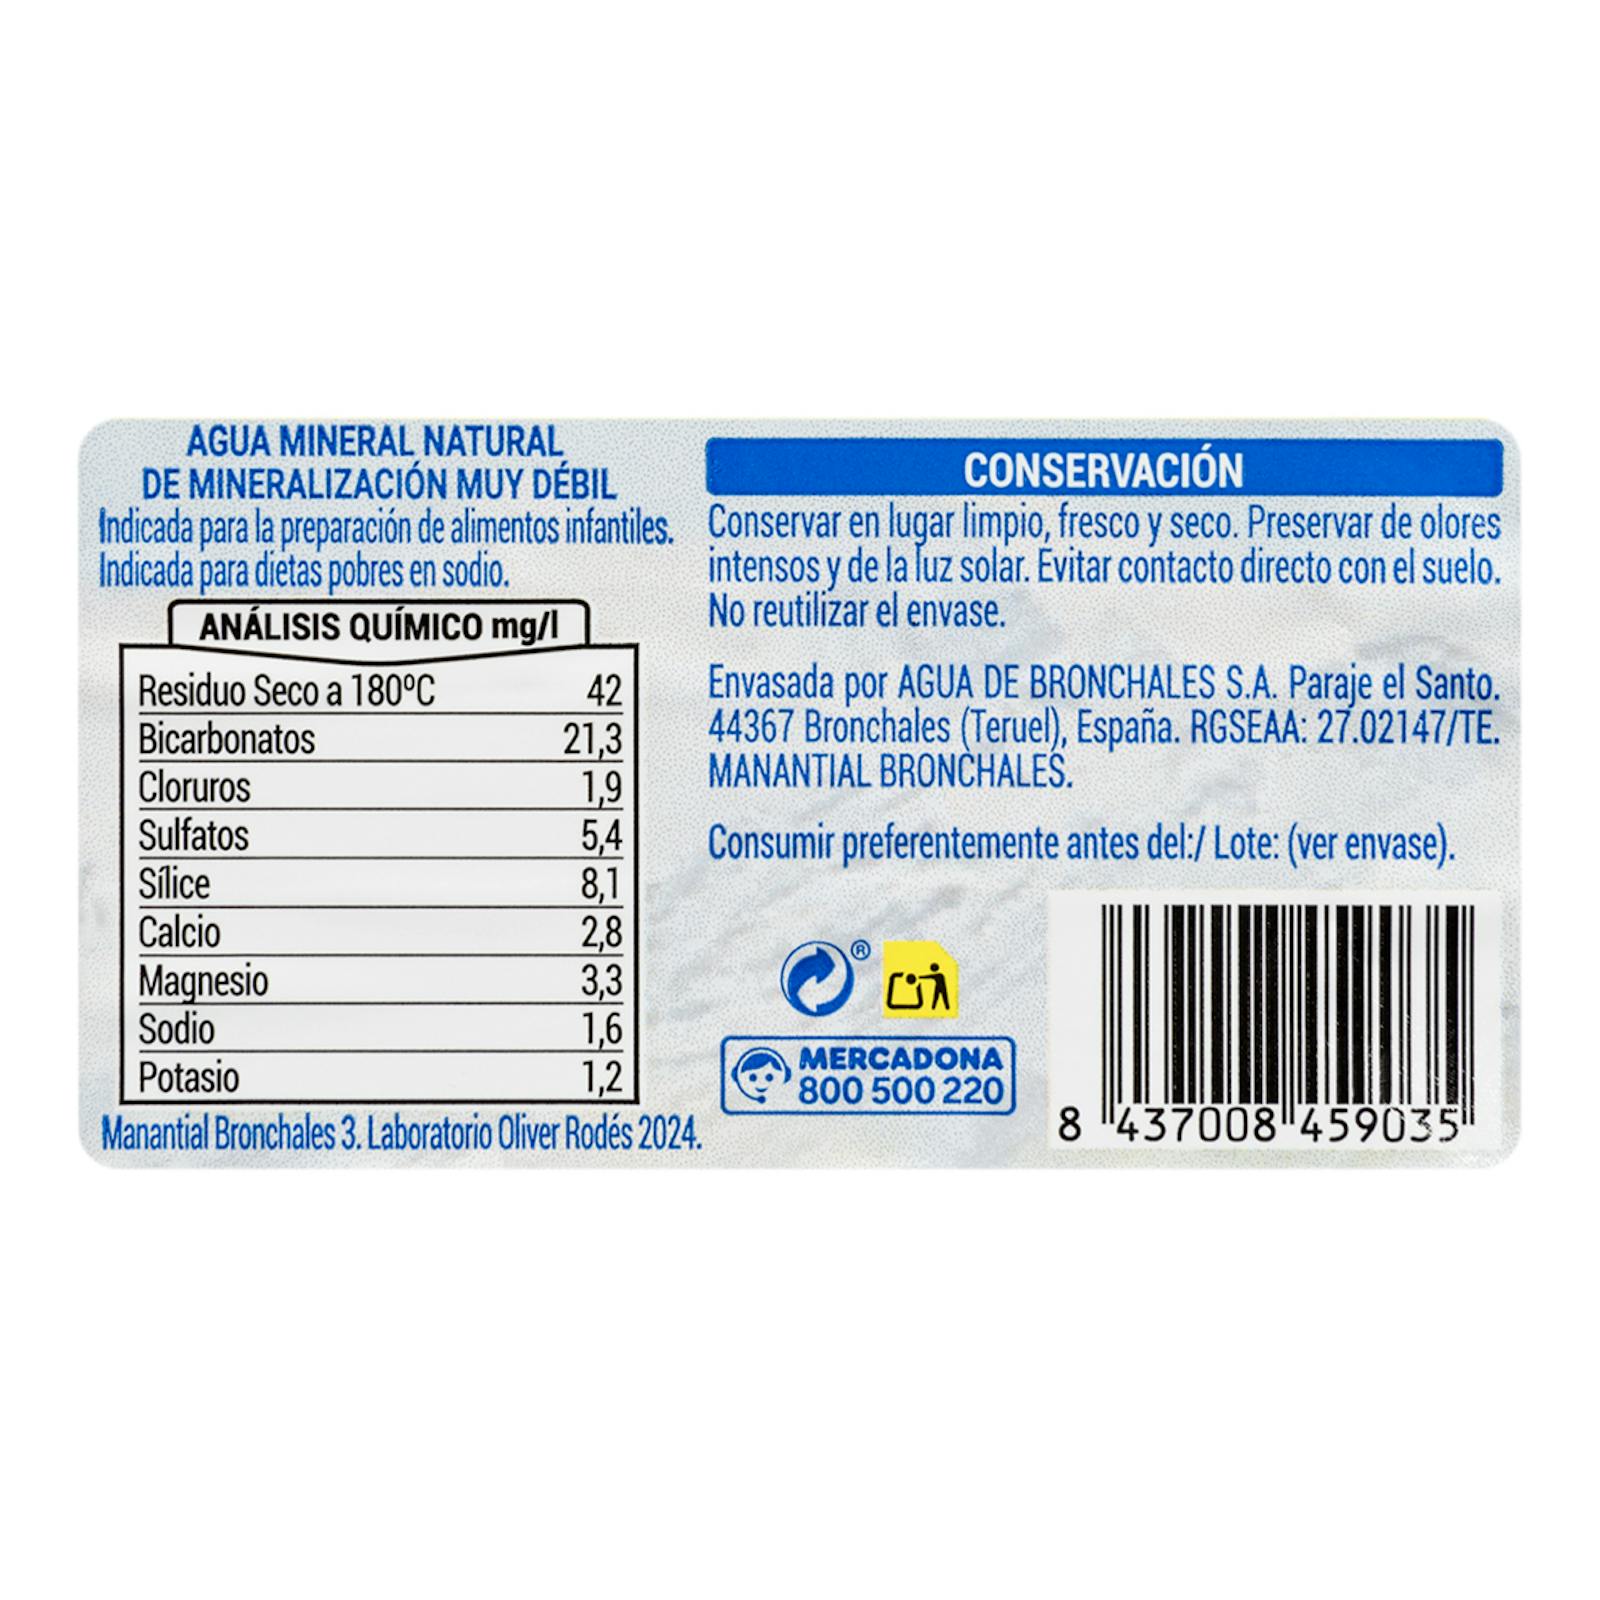 AGUA MINERAL NATURAL
DE MINERALIZACIÓN MUY DÉBIL
Indicada para la preparación de alimentos infantiles.
Indicada para dietas pobres en sodio.
ANÁLISIS QUÍMICO mg/l
Residuo Seco a 180ºC 42
Bicarbonatos 21,3
Cloruros 1,9
Sulfatos 5,4
Sílice 8,1
Calcio 2,8
Magnesio 3,3
Sodio 1,6
Potasio 1,2
Manantial Bronchales 3. Laboratorio Oliver Rodés 2024.
CONSERVACIÓN
Conservar en lugar limpio, fresco y seco. Preservar de olores
intensos y de la luz solar. Evitar contacto directo con el suelo.
No reutilizar el envase.
Envasada por AGUA DE BRONCHALES S.A. Paraje el Santo.
44367 Bronchales (Teruel), España. RGSEAA: 27.02147/TE.
MANANTIAL BRONCHALES.
Consumir preferentemente antes del:/ Lote: (ver envase).
®
MERCADONA
800 500 220
8 437008 459035